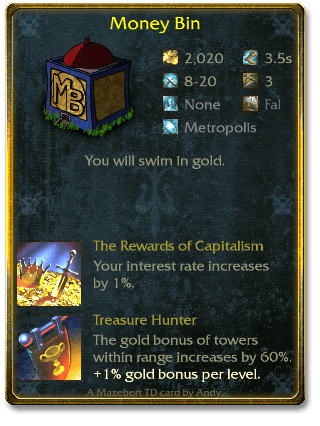 Money Bin
2,020 3.5s
8-20 3
None Fal
Metropolis
MB
You will swim in gold.
The Rewards of Capitalism
Your interest rate increases
by 1%.
Treasure Hunter
The gold bonus of towers
within range increases by 60%.
+1% gold bonus per level.
A Mazebert TD card by Andy.